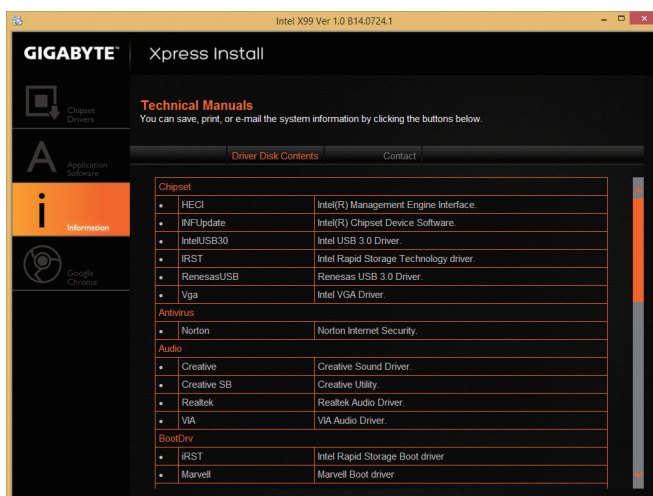 Intel X99 Ver 1.0 B14.0724.1
GIGABYTE™
Xpress Install
Chipset
Drivers
Application
Software
Information
Google
Chrome
Technical Manuals
You can save, print, or e-mail the system information by clicking the buttons below.
Driver Disk Contents Contact
Chipset
• HECI Intel(R) Management Engine Interface.
• INFUpdate Intel(R) Chipset Device Software.
• IntelUSB30 Intel USB 3.0 Driver.
• IRST Intel Rapid Storage Technology driver.
• RenesasUSB Renesas USB 3.0 Driver.
• Vga Intel VGA Driver.
Antivirus
• Norton Norton Internet Security.
Audio
• Creative Creative Sound Driver.
• Creative SB Creative Utility.
• Realtek Realtek Audio Driver.
• VIA VIA Audio Driver.
BootDrv
• iRST Intel Rapid Storage Boot driver
• Marvell Marvell Boot driver